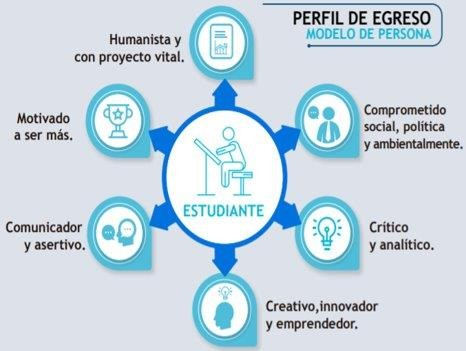 PERFIL DE EGRESO
MODELO DE PERSONA
Humanista y
con proyecto vital.
Motivado
a ser más.
Comprometido
social, política
y ambientalmente.
ESTUDIANTE
Comunicador
y asertivo.
Crítico
y analítico.
Creativo,innovador
y emprendedor.